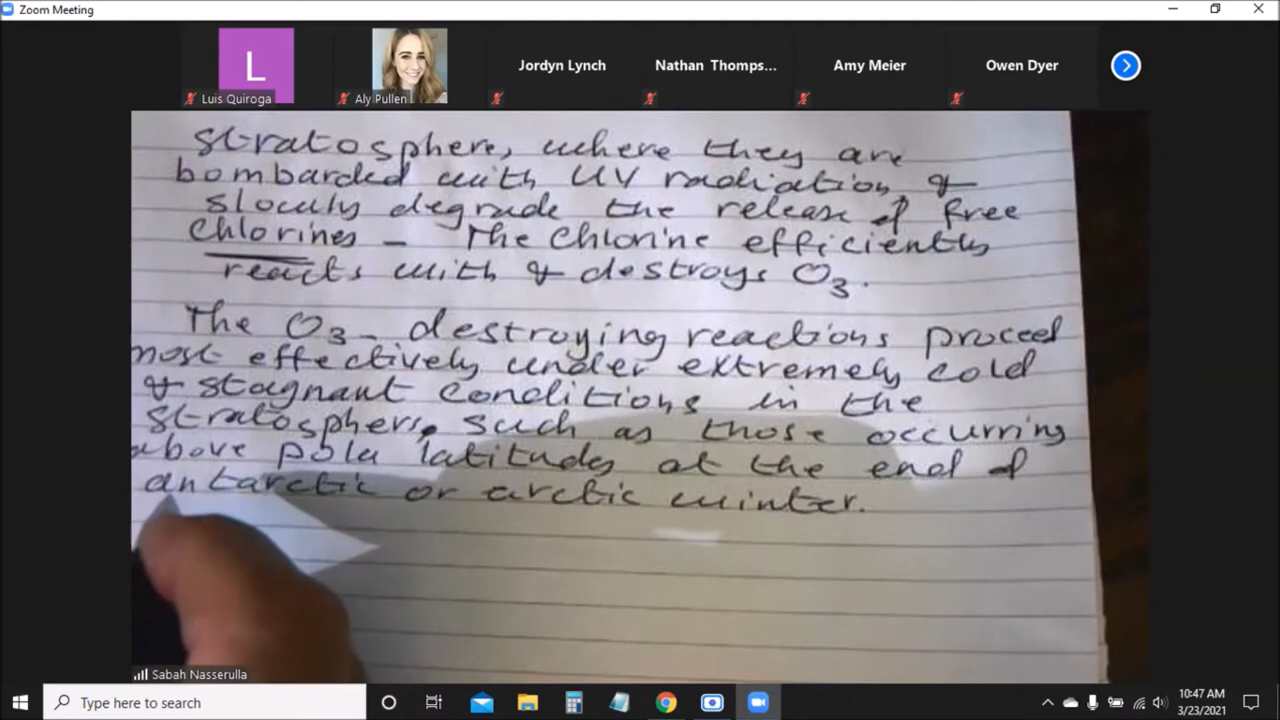 Zoom Meeting
L
Luis Quiroga
Aly Pullen
Jordyn Lynch
Nathan Thomps...
Amy Meier
Owen Dyer
stratosphere, where they are
bombarded with UV radiation, &
slowly degrade the release of free
chlorines - The chlorine efficiently
reacts with & destroys O3.
The O3 - destroying reactions proceed
most effectively under extremely cold
& stagnant conditions in the
stratosphers, such as those occurring
above pola latitudes at the end of
antarctic or arctic winter.
Sabah Nasserulla
Type here to search
10:47 AM
3/23/2021